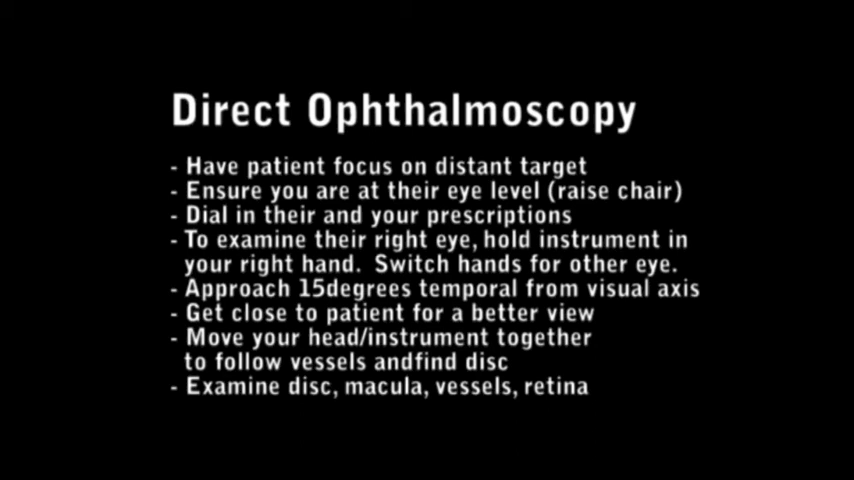 Direct Ophthalmoscopy
- Have patient focus on distant target
- Ensure you are at their eye level (raise chair)
- Dial in their and your prescriptions
- To examine their right eye, hold instrument in
your right hand.  Switch hands for other eye.
- Approach 15degrees temporal from visual axis
- Get close to patient for a better view
- Move your head/instrument together
to follow vessels andfind disc
- Examine disc, macula, vessels, retina